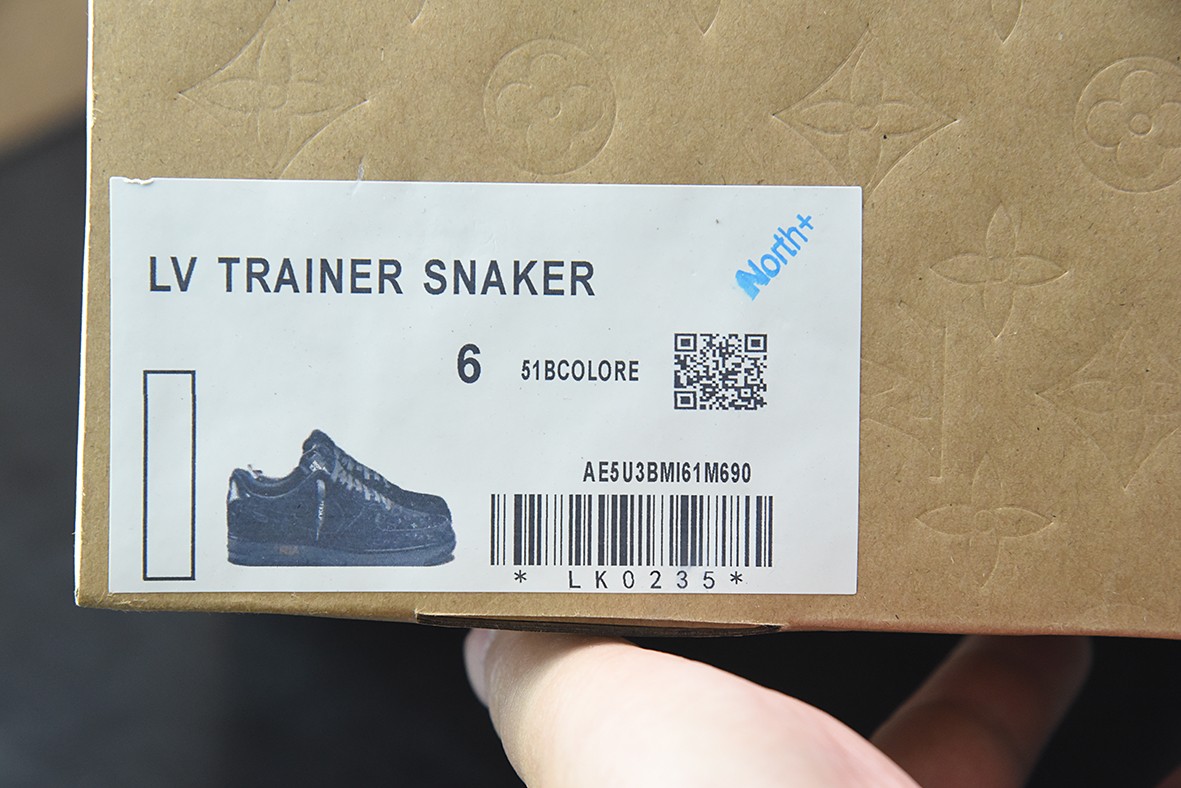 North+
LV TRAINER SNAKER
6 51BCOLORE
AE5U3BMI61M690
* LK0235*